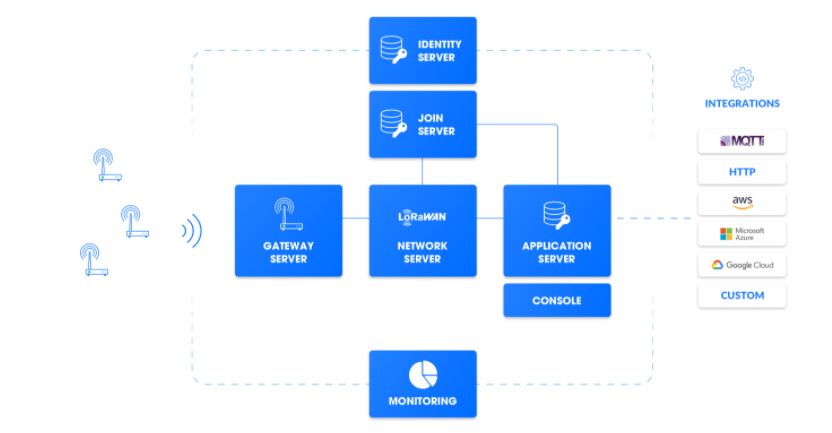 IDENTITY
SERVER
JOIN
SERVER
GATEWAY
SERVER
LoRaWAN
NETWORK
SERVER
APPLICATION
SERVER
CONSOLE
MONITORING
INTEGRATIONS
MQTT
HTTP
aws
Microsoft
Azure
Google Cloud
CUSTOM